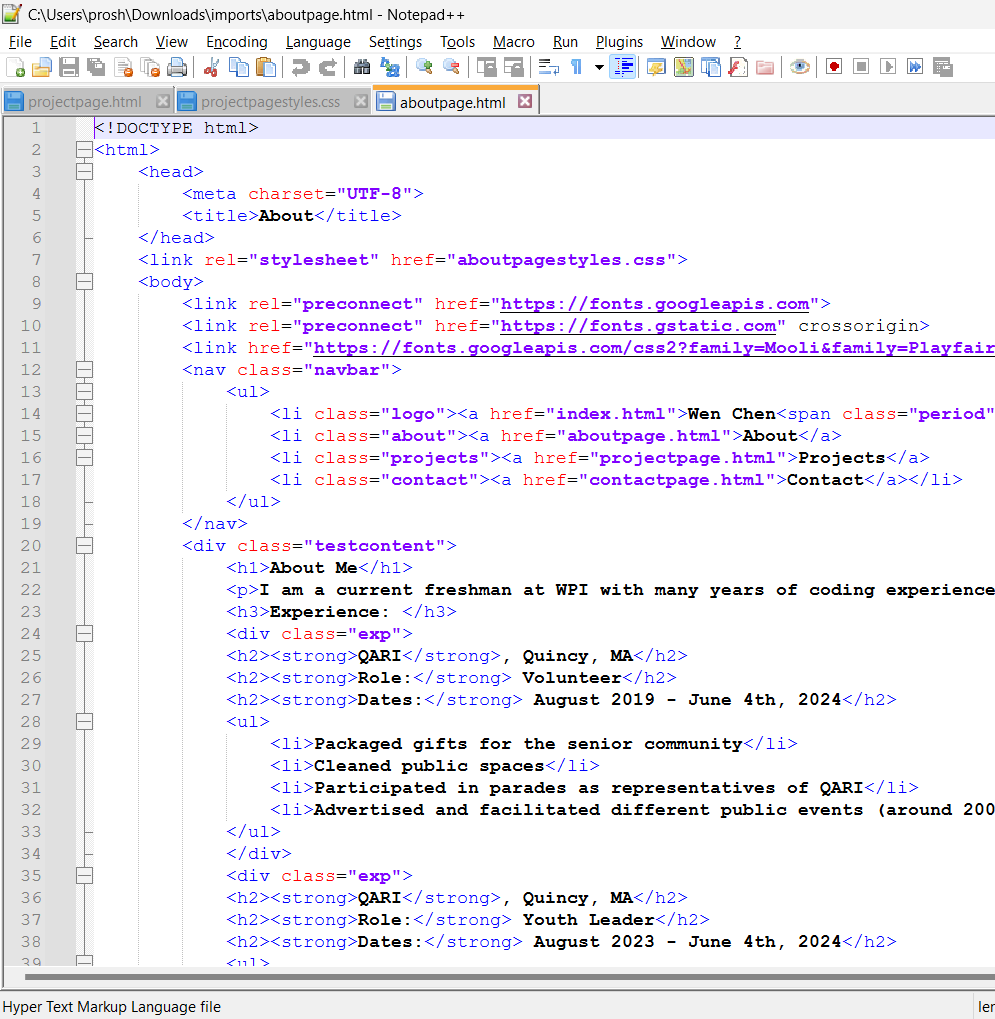 C:\Users\prosh\Downloads\imports\aboutpage.html - Notepad++
File Edit Search View Encoding Language Settings Tools Macro Run Plugins Window ?
projectpage.html projectpagestyles.css aboutpage.html
1 <!DOCTYPE html>
2 <html>
3 <head>
4 <meta charset="UTF-8">
5 <title>About</title>
6 </head>
7 <link rel="stylesheet" href="aboutpagestyles.css">
8 <body>
9 <link rel="preconnect" href="https://fonts.googleapis.com">
10 <link rel="preconnect" href="https://fonts.gstatic.com" crossorigin>
11 <link href="https://fonts.googleapis.com/css2?family=Mooli&family=Playfair
12 <nav class="navbar">
13 <ul>
14 <li class="logo"><a href="index.html">Wen Chen<span class="period"
15 <li class="about"><a href="aboutpage.html">About</a>
16 <li class="projects"><a href="projectpage.html">Projects</a>
17 <li class="contact"><a href="contactpage.html">Contact</a></li>
18 </ul>
19 </nav>
20 <div class="testcontent">
21 <h1>About Me</h1>
22 <p>I am a current freshman at WPI with many years of coding experience
23 <h3>Experience: </h3>
24 <div class="exp">
25 <h2><strong>QARI</strong>, Quincy, MA</h2>
26 <h2><strong>Role:</strong> Volunteer</h2>
27 <h2><strong>Dates:</strong> August 2019 - June 4th, 2024</h2>
28 <ul>
29 <li>Packaged gifts for the senior community</li>
30 <li>Cleaned public spaces</li>
31 <li>Participated in parades as representatives of QARI</li>
32 <li>Advertised and facilitated different public events (around 200
33 </ul>
34 </div>
35 <div class="exp">
36 <h2><strong>QARI</strong>, Quincy, MA</h2>
37 <h2><strong>Role:</strong> Youth Leader</h2>
38 <h2><strong>Dates:</strong> August 2023 - June 4th, 2024</h2>
39 <ul>
Hyper Text Markup Language file